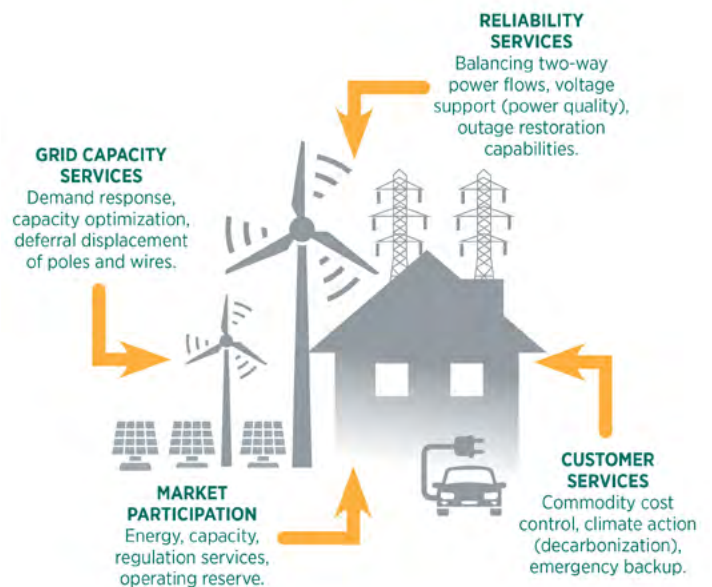 RELIABILITY
SERVICES
Balancing two-way
power flows, voltage
support (power quality),
outage restoration
capabilities.
GRID CAPACITY
SERVICES
Demand response,
capacity optimization,
deferral displacement
of poles and wires.
MARKET
PARTICIPATION
Energy, capacity,
regulation services,
operating reserve.
CUSTOMER
SERVICES
Commodity cost
control, climate action
(decarbonization),
emergency backup.